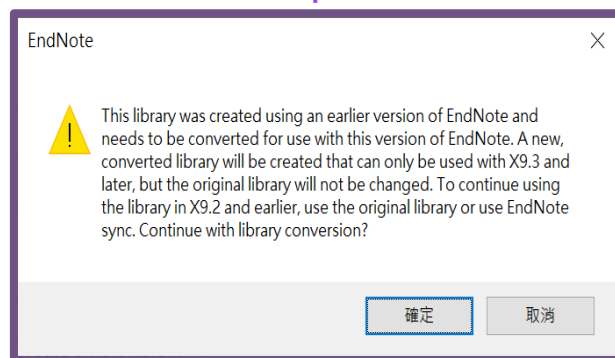 EndNote
This library was created using an earlier version of EndNote and
needs to be converted for use with this version of EndNote. A new,
converted library will be created that can only be used with X9.3 and
later, but the original library will not be changed. To continue using
the library in X9.2 and earlier, use the original library or use EndNote
sync. Continue with library conversion?
確定 取消